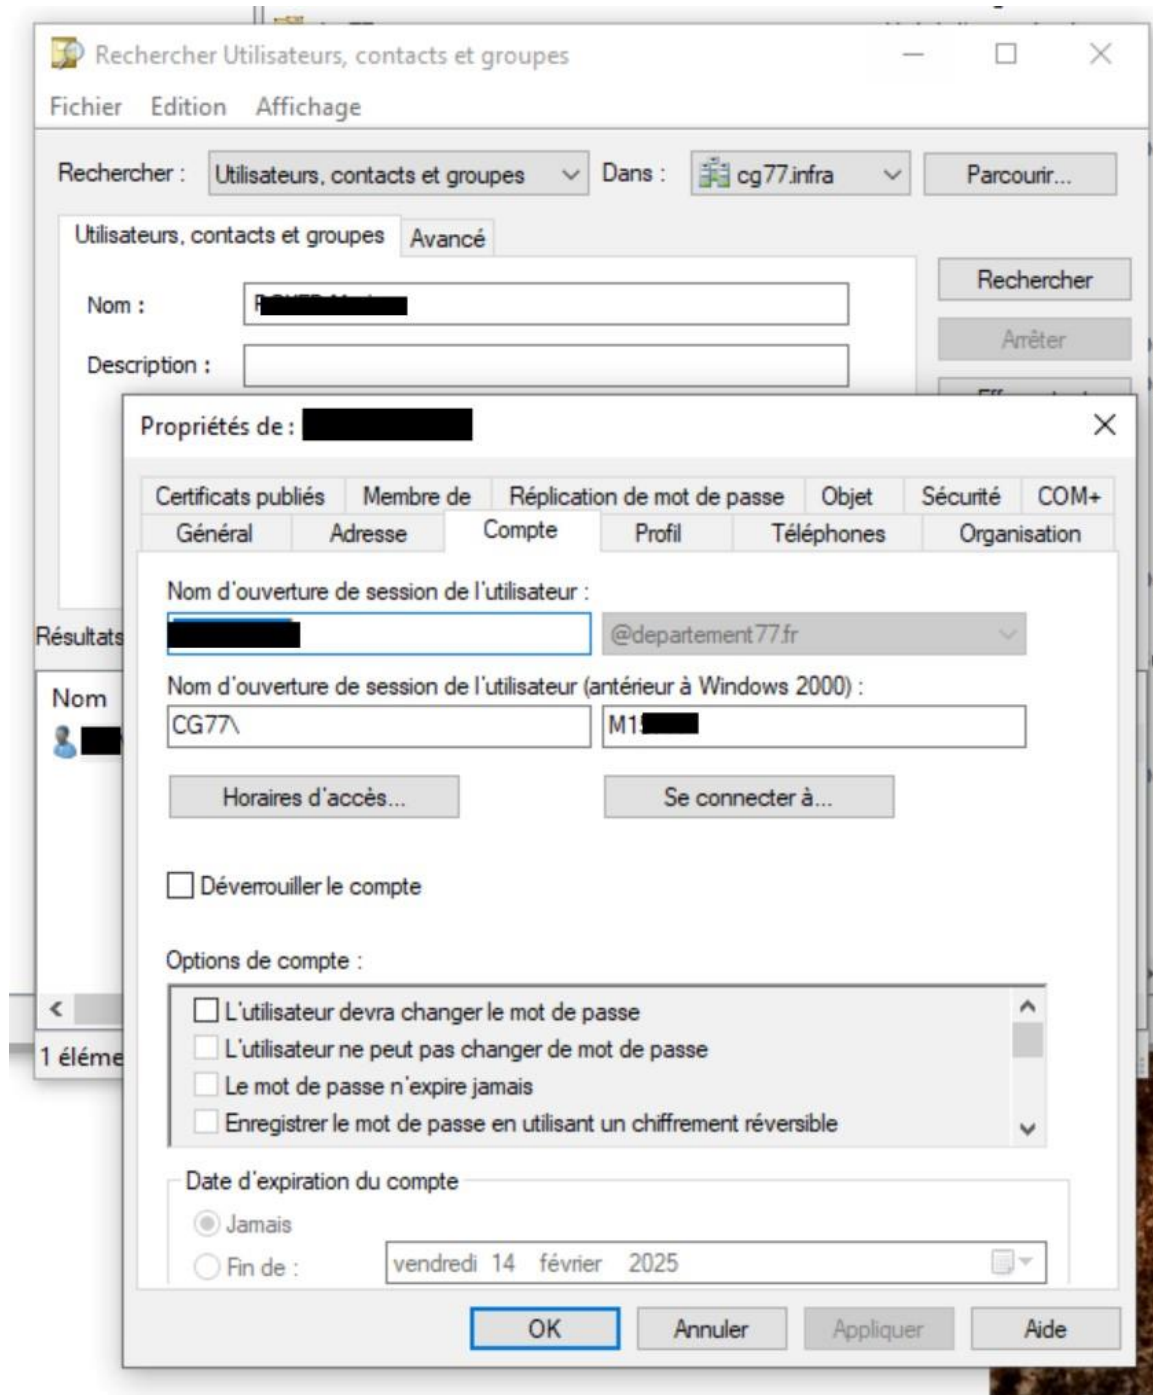 Rechercher Utilisateurs, contacts et groupes
Fichier Edition Affichage
Rechercher : Utilisateurs, contacts et groupes Dans : cg77.infra Parcourir...
Utilisateurs, contacts et groupes Avancé
Rechercher
Nom :
Arrêter
Description :
Propriétés de :
Certificats publiés Membre de Réplication de mot de passe Objet Sécurité COM+
Général Adresse Compte Profil Téléphones Organisation
Nom d'ouverture de session de l'utilisateur :
@departement77.fr
Résultats
Nom d'ouverture de session de l'utilisateur (antérieur à Windows 2000) :
Nom
CG77\
Horaires d'accès... Se connecter à...
Déverrouiller le compte
Options de compte :
L'utilisateur devra changer le mot de passe
L'utilisateur ne peut pas changer de mot de passe
1 éléme
Le mot de passe n'expire jamais
Enregistrer le mot de passe en utilisant un chiffrement réversible
Date d'expiration du compte
Jamais
Fin de : vendredi 14 février 2025
OK Annuler Appliquer Aide